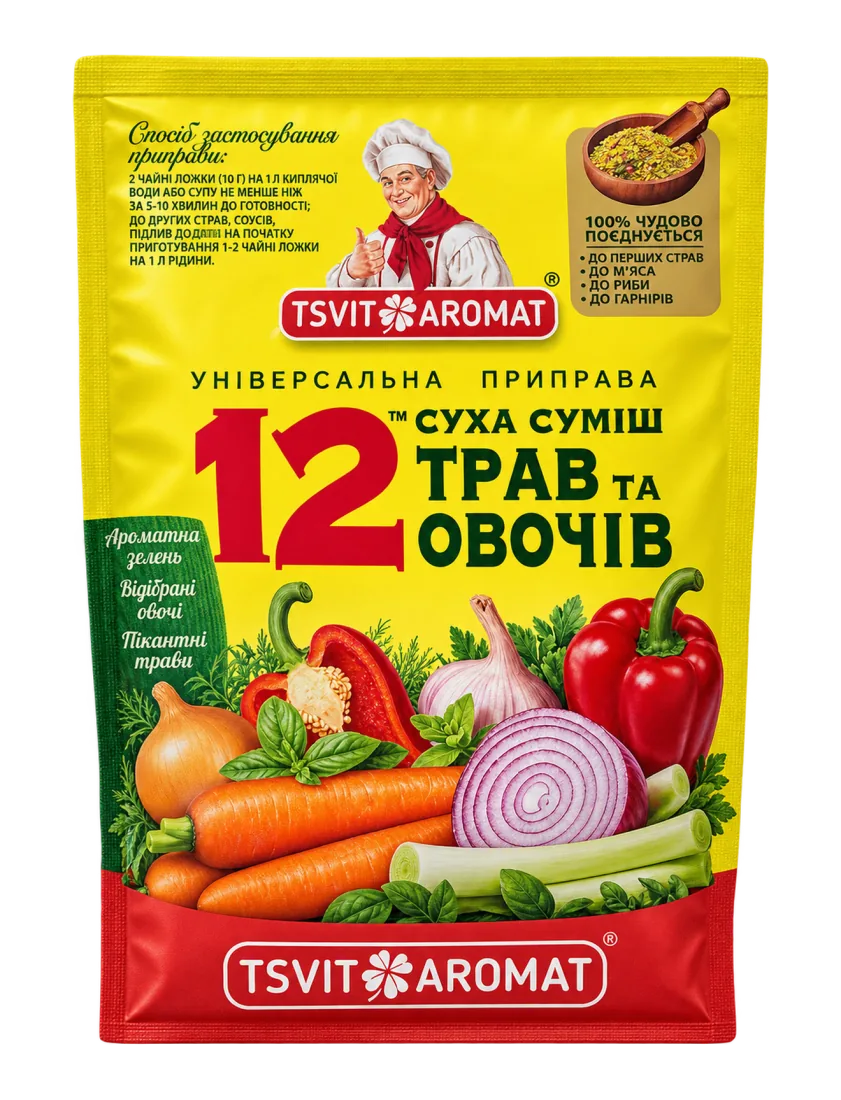 Спосіб застосування
приправи:
2 ЧАЙНІ ЛОЖКИ (10 Г) НА 1 Л КИПЛЯЧОЇ
ВОДИ АБО СУПУ НЕ МЕНШЕ НІЖ
ЗА 5-10 ХВИЛИН ДО ГОТОВНОСТІ;
ДО ДРУГИХ СТРАВ, СОУСІВ,
ПІДЛИВ ДОДАТИ НА ПОЧАТКУ
ПРИГОТУВАННЯ 1-2 ЧАЙНІ ЛОЖКИ
НА 1 Л РІДИНИ.
100% ЧУДОВО
ПОЄДНУЄТЬСЯ
• ДО ПЕРШИХ СТРАВ
• ДО М'ЯСА
• ДО РИБИ
• ДО ГАРНІРІВ
TSVIT AROMAT®
УНІВЕРСАЛЬНА ПРИПРАВА
12™
СУХА СУМІШ
ТРАВ ТА
ОВОЧІВ
Ароматна
зелень
Відібрані
овочі
Пікантні
трави
TSVIT AROMAT®